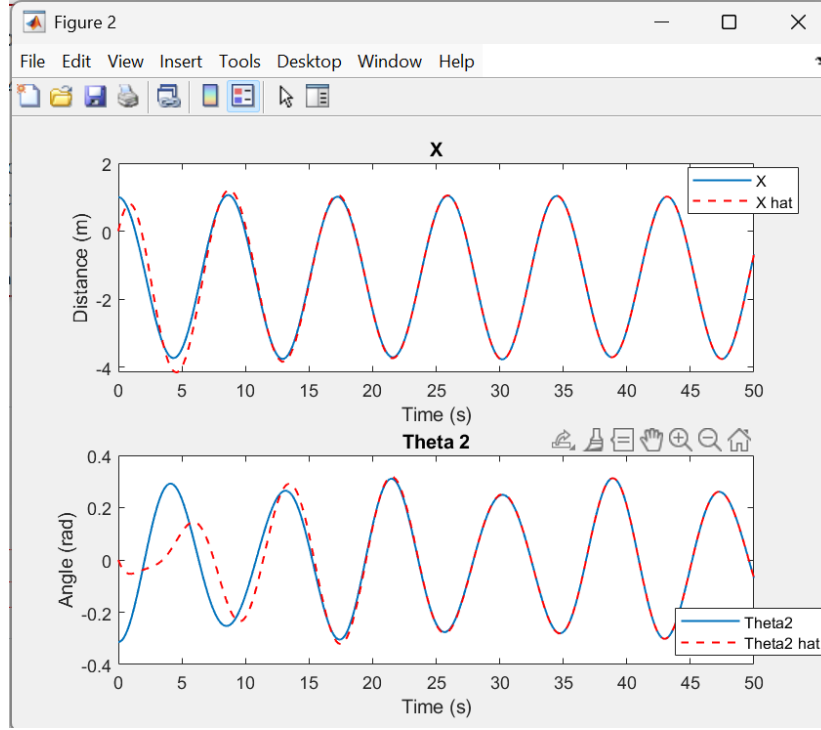 Figure 2
File Edit View Insert Tools Desktop Window Help
X
2
0
-2
-4
Distance (m)
X
X hat
0 5 10 15 20 25 30 35 40 45 50
Time (s)
Theta 2
0.4
0.2
0
-0.2
-0.4
Angle (rad)
Theta2
Theta2 hat
0 5 10 15 20 25 30 35 40 45 50
Time (s)